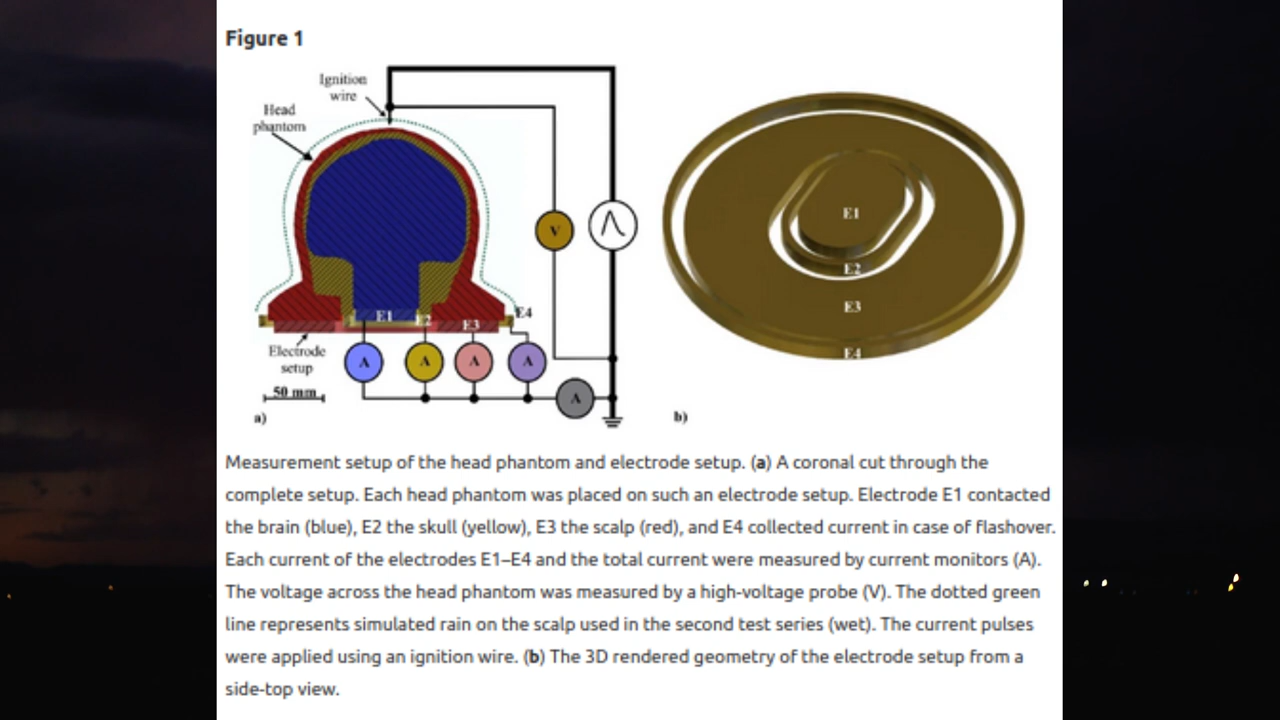 Figure 1
Ignition
wire
Head
phantom
V
E1
E2
E3
E4
E1
E2
E3
E4
Electrode
setup
A
A
A
A
A
50 mm
a)
b)
Measurement setup of the head phantom and electrode setup. (a) A coronal cut through the
complete setup. Each head phantom was placed on such an electrode setup. Electrode E1 contacted
the brain (blue), E2 the skull (yellow), E3 the scalp (red), and E4 collected current in case of flashover.
Each current of the electrodes E1–E4 and the total current were measured by current monitors (A).
The voltage across the head phantom was measured by a high-voltage probe (V). The dotted green
line represents simulated rain on the scalp used in the second test series (wet). The current pulses
were applied using an ignition wire. (b) The 3D rendered geometry of the electrode setup from a
side-top view.